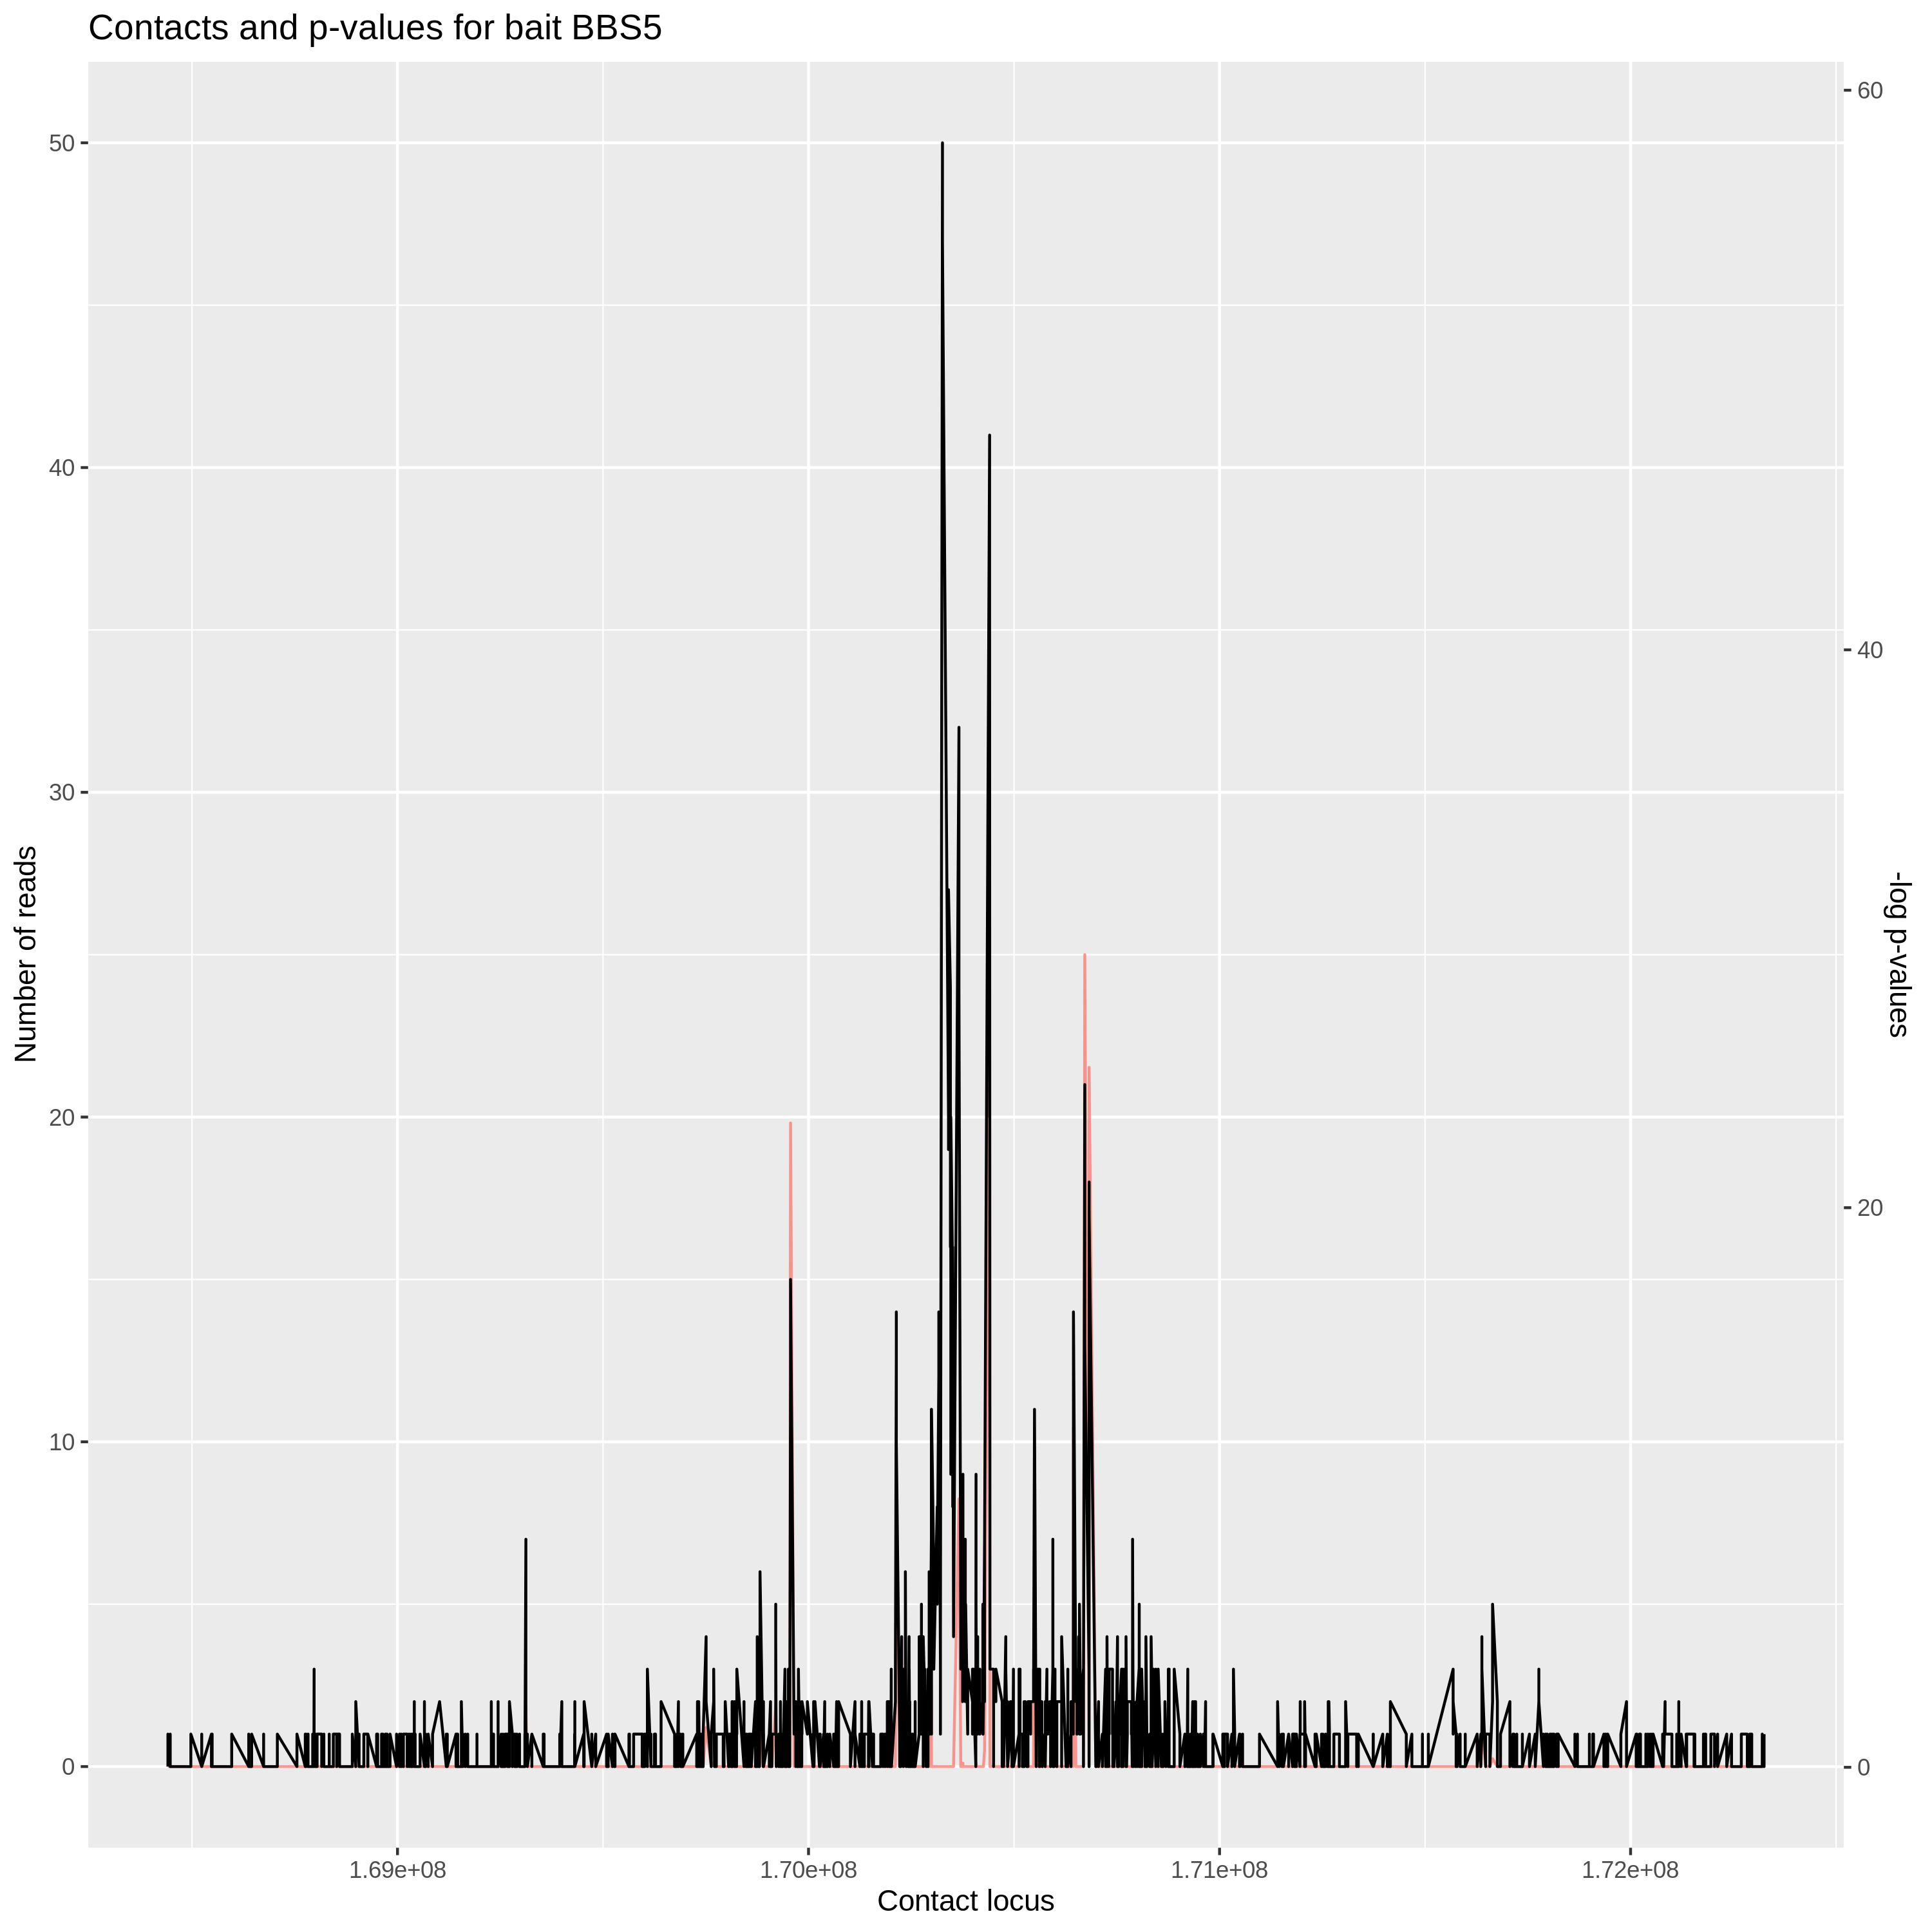 Contacts and p-values for bait BBS5
60
50
40
40
30
20
20
10
0
0
Number of reads
-log p-values
1.69e+08
1.70e+08
1.71e+08
1.72e+08
Contact locus